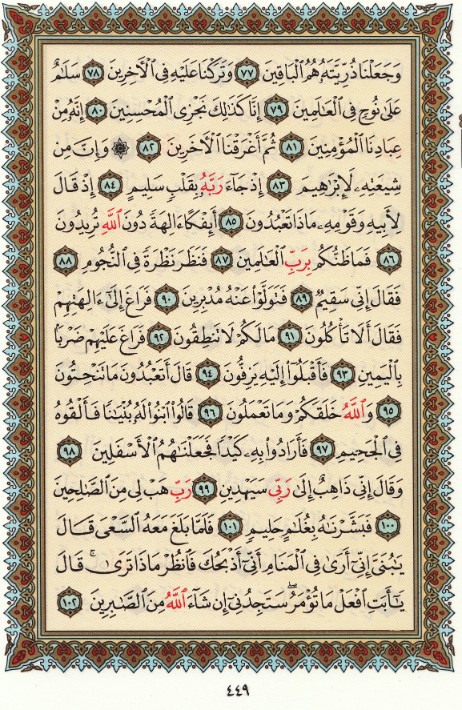 وَجَعَلْنَا ذُرِّيَّتَهُۥ هُمُ ٱلْبَاقِينَ ٧٧ وَتَرَكْنَا عَلَيْهِ فِى ٱلْءَاخِرِينَ ٧٨ سَلَـٰمٌ
عَلَىٰ نُوحٍ فِى ٱلْعَـٰلَمِينَ ٧٩ إِنَّا كَذَٰلِكَ نَجْزِى ٱلْمُحْسِنِينَ ٨٠ إِنَّهُۥ مِنْ
عِبَادِنَا ٱلْمُؤْمِنِينَ ٨١ ثُمَّ أَغْرَقْنَا ٱلْءَاخَرِينَ ٨٢ ۞ وَإِنَّ مِن
شِيعَتِهِۦ لَإِبْرَٰهِيمَ ٨٣ إِذْ جَآءَ رَبَّهُۥ بِقَلْبٍ سَلِيمٍ ٨٤ إِذْ قَالَ
لِأَبِيهِ وَقَوْمِهِۦ مَاذَا تَعْبُدُونَ ٨٥ أَئِفْكًا ءَالِهَةً دُونَ ٱللَّهِ تُرِيدُونَ
٨٦ فَمَا ظَنُّكُم بِرَبِّ ٱلْعَـٰلَمِينَ ٨٧ فَنَظَرَ نَظْرَةً فِى ٱلنُّجُومِ ٨٨
فَقَالَ إِنِّى سَقِيمٌ ٨٩ فَتَوَلَّوْا۟ عَنْهُ مُدْبِرِينَ ٩٠ فَرَاغَ إِلَىٰٓ ءَالِهَتِهِمْ
فَقَالَ أَلَا تَأْكُلُونَ ٩١ مَا لَكُمْ لَا تَنطِقُونَ ٩٢ فَرَاغَ عَلَيْهِمْ ضَرْبًۢا
بِٱلْيَمِينِ ٩٣ فَأَقْبَلُوٓا۟ إِلَيْهِ يَزِفُّونَ ٩٤ قَالَ أَتَعْبُدُونَ مَا تَنْحِتُونَ
٩٥ وَٱللَّهُ خَلَقَكُمْ وَمَا تَعْمَلُونَ ٩٦ قَالُوا۟ ٱبْنُوا۟ لَهُۥ بُنْيَـٰنًا فَأَلْقُوهُ
فِى ٱلْجَحِيمِ ٩٧ فَأَرَادُوا۟ بِهِۦ كَيْدًا فَجَعَلْنَـٰهُمُ ٱلْأَسْفَلِينَ ٩٨
وَقَالَ إِنِّى ذَاهِبٌ إِلَىٰ رَبِّى سَيَهْدِينِ ٩٩ رَبِّ هَبْ لِى مِنَ ٱلصَّـٰلِحِينَ
١٠٠ فَبَشَّرْنَـٰهُ بِغُلَـٰمٍ حَلِيمٍ ١٠١ فَلَمَّا بَلَغَ مَعَهُ ٱلسَّعْىَ قَالَ
يَـٰبُنَىَّ إِنِّىٓ أَرَىٰ فِى ٱلْمَنَامِ أَنِّىٓ أَذْبَحُكَ فَٱنظُرْ مَاذَا تَرَىٰ ۚ قَالَ
يَـٰٓأَبَتِ ٱفْعَلْ مَا تُؤْمَرُ ۖ سَتَجِدُنِىٓ إِن شَآءَ ٱللَّهُ مِنَ ٱلصَّـٰبِرِينَ ١٠٢
٤٤٩